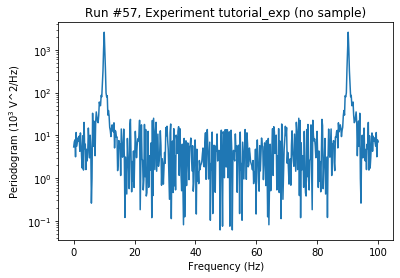 Run #57, Experiment tutorial_exp (no sample)
Periodogram (10³ V^2/Hz)
10³
10²
10¹
10⁰
10⁻¹
0 20 40 60 80 100
Frequency (Hz)